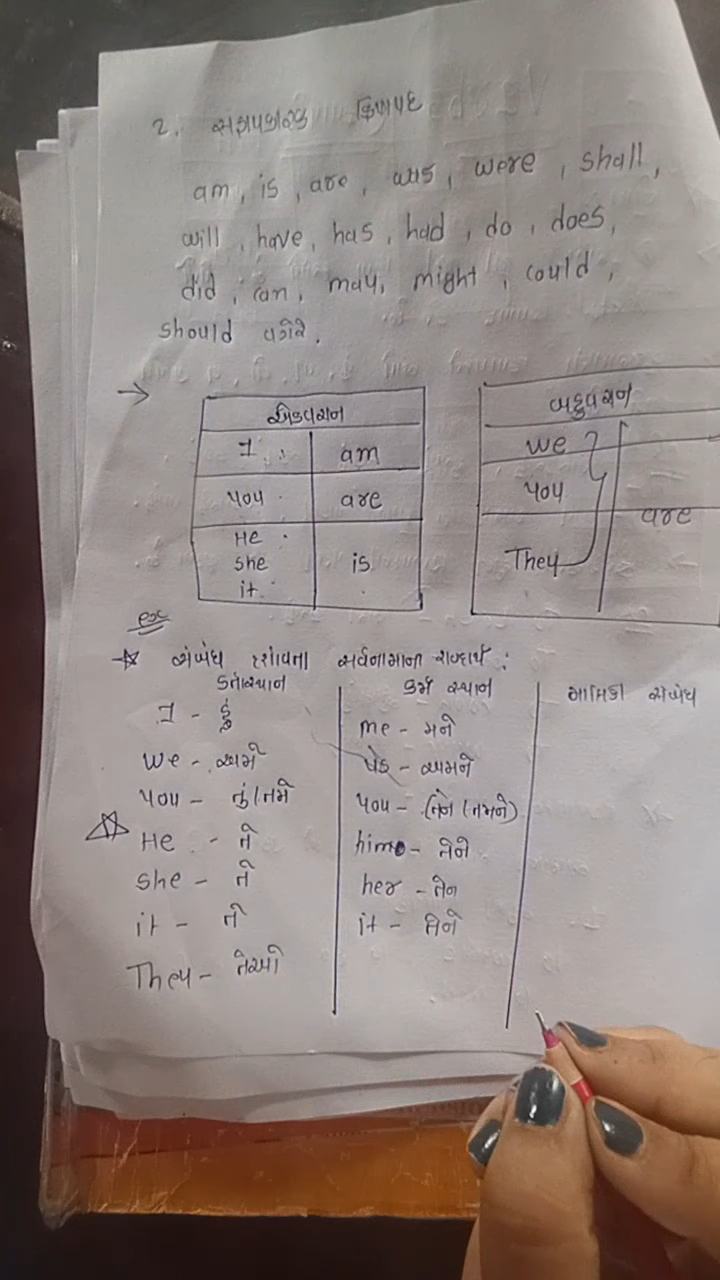 2. સહાયકારક ક્રિયાપદ
am, is, are, was, were, shall,
will, have, has, had, do, does,
did, can, may, might, could,
should વગેરે.
→
એકવચન
I am
you are
He
she is
it
બહુવચન
we
you are
They
ex
☆ સંબંધ દર્શાવતા સર્વનામોના શબ્દાર્થ :
કર્તાસ્થાન
I - હું
we - અમે
you - તું/તમે
He - તે
she - તે
it - તે
They - તેઓ
કર્મ સ્થાન
me - મને
અમને
you - (તને / તમને)
him - તેને
her - તેને
it - તેને
માલિકી સંબંધ